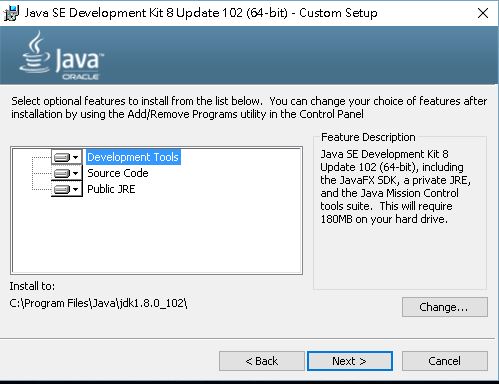 Java SE Development Kit 8 Update 102 (64-bit) - Custom Setup
Java
ORACLE
Select optional features to install from the list below. You can change your choice of features after
installation by using the Add/Remove Programs utility in the Control Panel
Development Tools
Source Code
Public JRE
Feature Description
Java SE Development Kit 8
Update 102 (64-bit), including
the JavaFX SDK, a private JRE,
and the Java Mission Control
tools suite. This will require
180MB on your hard drive.
Install to:
C:\Program Files\Java\jdk1.8.0_102\
Change...
< Back
Next >
Cancel